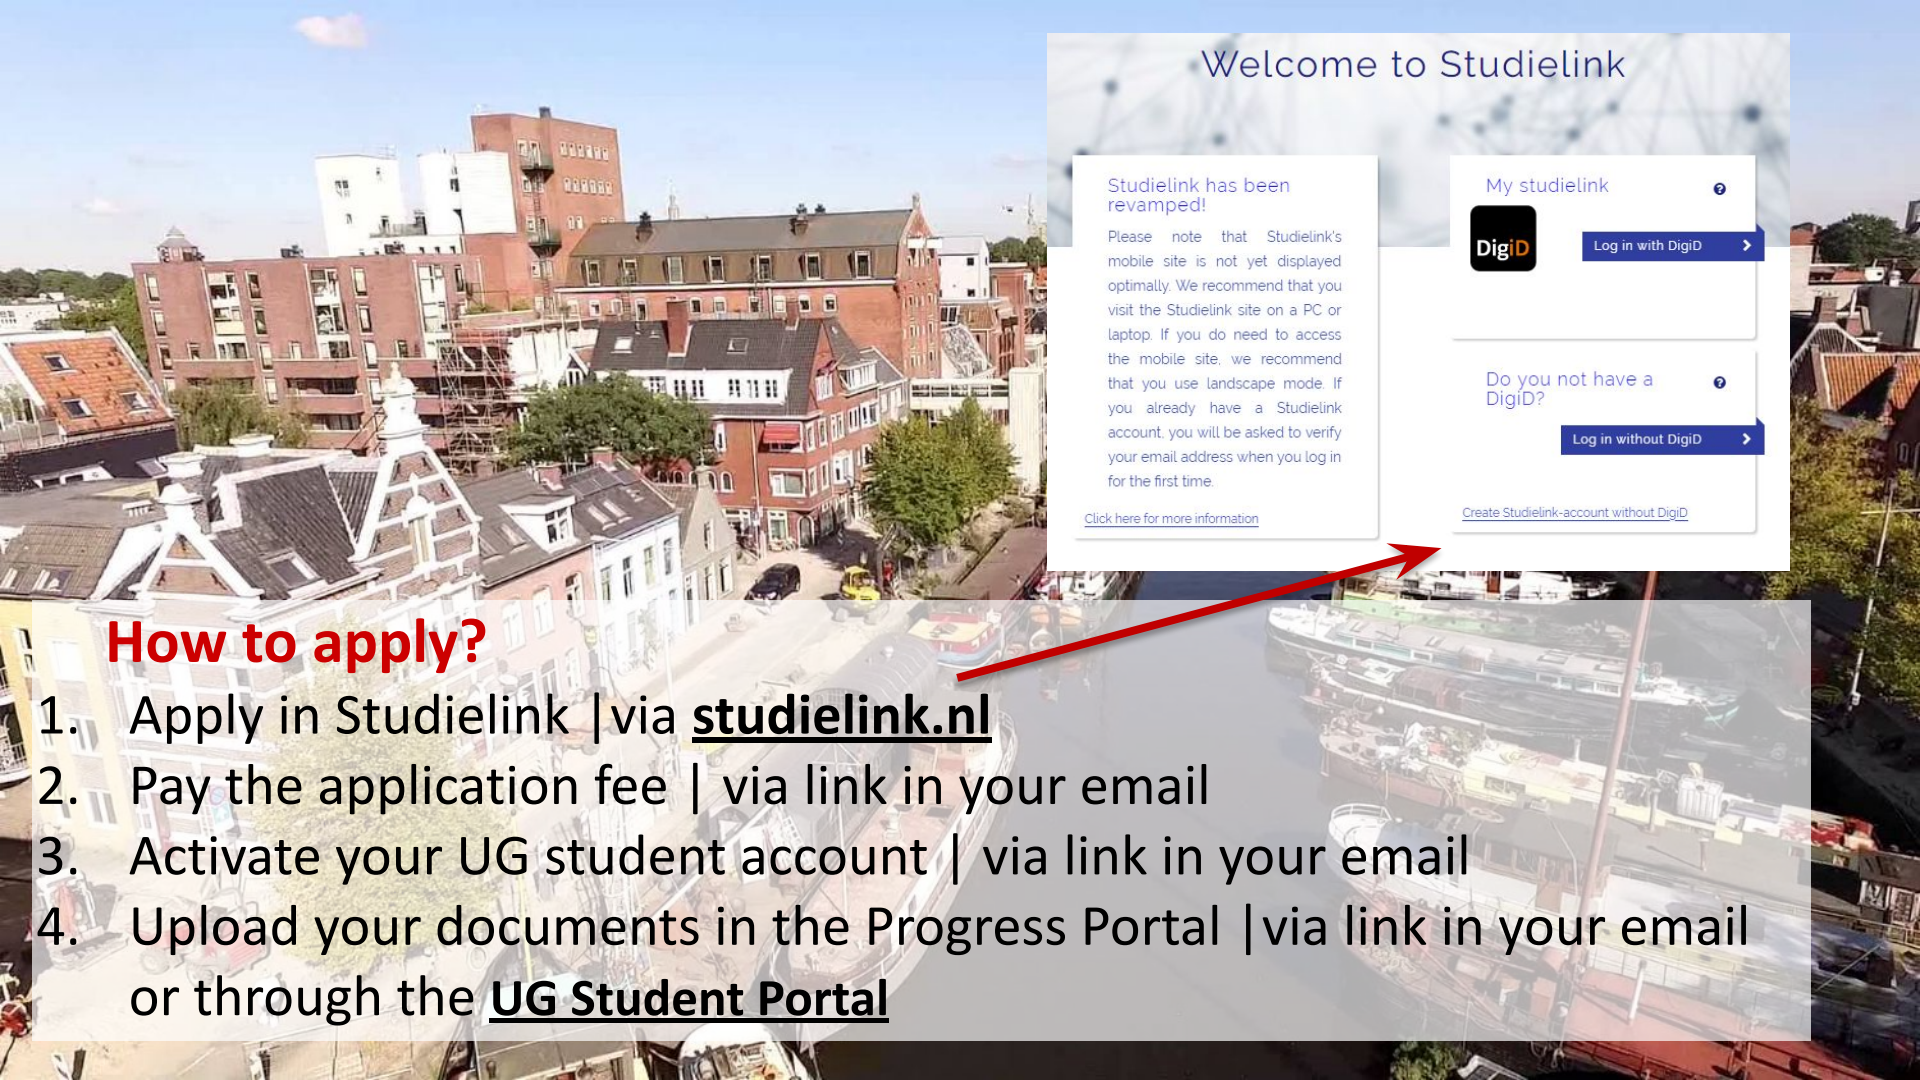 Welcome to Studielink
Studielink has been
revamped!
Please note that Studielink's
mobile site is not yet displayed
optimally. We recommend that you
visit the Studielink site on a PC or
laptop. If you do need to access
the mobile site, we recommend
that you use landscape mode. If
you already have a Studielink
account, you will be asked to verify
your email address when you log in
for the first time.
Click here for more information
My studielink
?
DigiD
Log in with DigiD
Do you not have a
DigiD?
?
Log in without DigiD
Create Studielink-account without DigiD
How to apply?
1. Apply in Studielink |via studielink.nl
2. Pay the application fee | via link in your email
3. Activate your UG student account | via link in your email
4. Upload your documents in the Progress Portal |via link in your email
or through the UG Student Portal